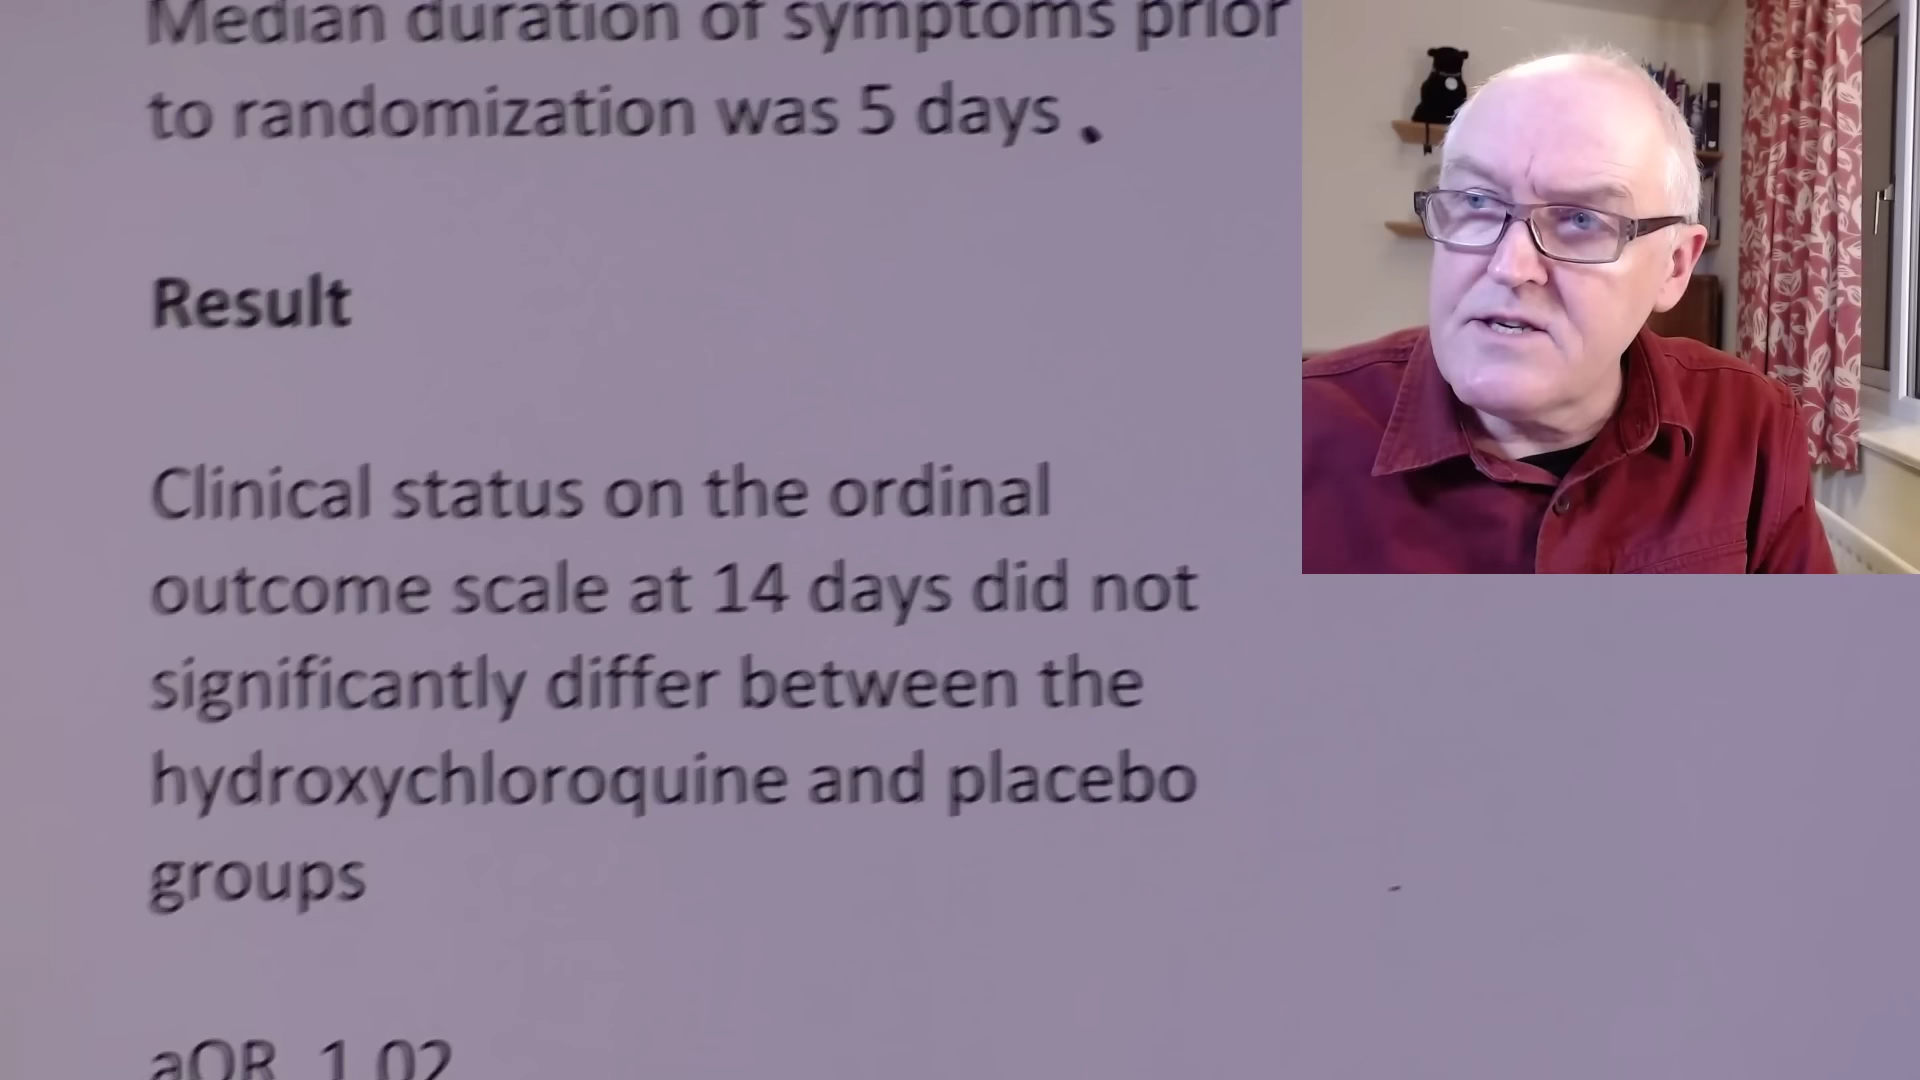 Median duration of symptoms prior
to randomization was 5 days .
Result
Clinical status on the ordinal
outcome scale at 14 days did not
significantly differ between the
hydroxychloroquine and placebo
groups
aOR 1.02